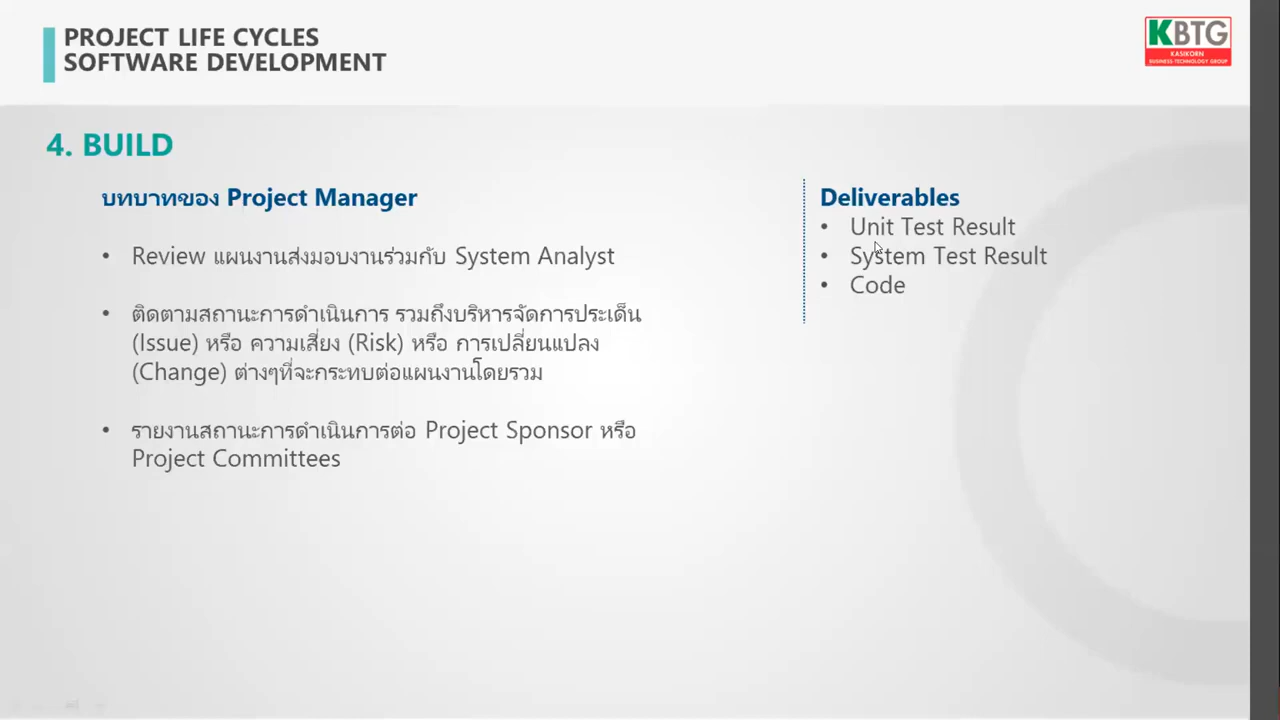 PROJECT LIFE CYCLES
SOFTWARE DEVELOPMENT
KBTG
KASIKORN
BUSINESS-TECHNOLOGY GROUP
4. BUILD
บทบาทของ Project Manager
• Review แผนงานส่งมอบงานร่วมกับ System Analyst
• ติดตามสถานะการดำเนินการ รวมถึงบริหารจัดการประเด็น
(Issue) หรือ ความเสี่ยง (Risk) หรือ การเปลี่ยนแปลง
(Change) ต่างๆที่จะกระทบต่อแผนงานโดยรวม
• รายงานสถานะการดำเนินการต่อ Project Sponsor หรือ
Project Committees
Deliverables
• Unit Test Result
• System Test Result
• Code